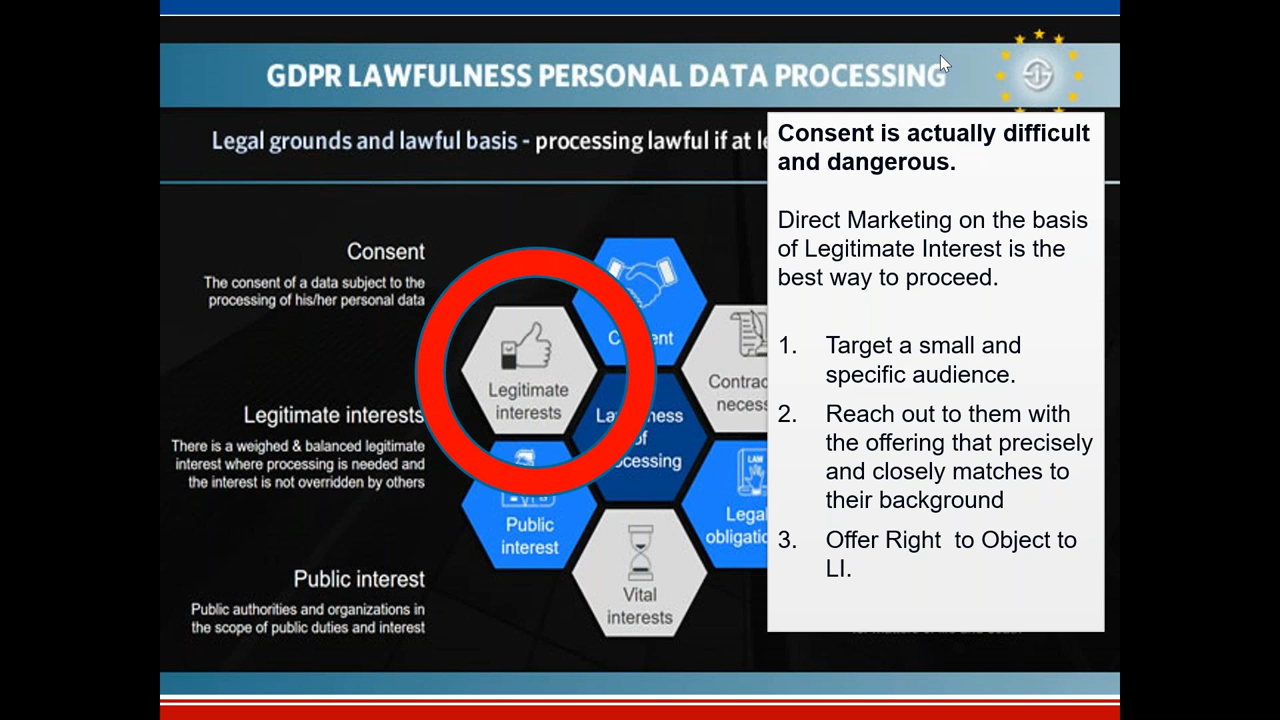 GDPR LAWFULNESS PERSONAL DATA PROCESSING
Legal grounds and lawful basis - processing lawful if at
Consent
The consent of a data subject to the
processing of his/her personal data
Legitimate interests
There is a weighed & balanced legitimate
interest where processing is needed and
the interest is not overridden by others
Public interest
Public authorities and organizations in
the scope of public duties and interest
Legitimate
interests
Public
interest
Vital
interests
LAW
Consent is actually difficult
and dangerous.
Direct Marketing on the basis
of Legitimate Interest is the
best way to proceed.
1. Target a small and
specific audience.
2. Reach out to them with
the offering that precisely
and closely matches to
their background
3. Offer Right to Object to
LI.